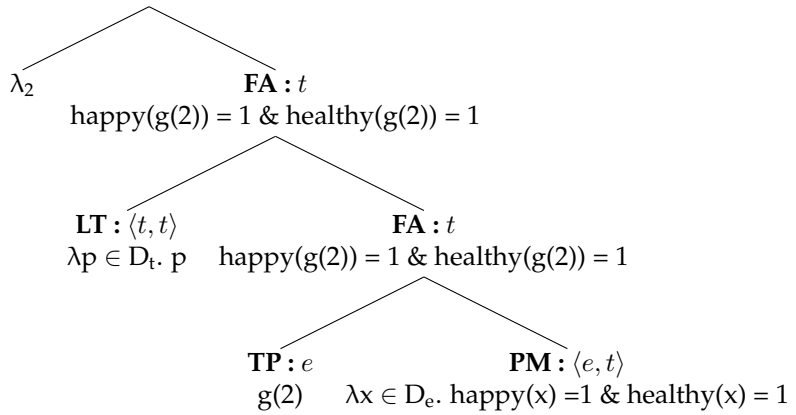 λ₂
FA : t
happy(g(2)) = 1 & healthy(g(2)) = 1
LT : ⟨t, t⟩
λp ∈ Dₜ. p
FA : t
happy(g(2)) = 1 & healthy(g(2)) = 1
TP : e
g(2)
PM : ⟨e, t⟩
λx ∈ Dₑ. happy(x) =1 & healthy(x) = 1